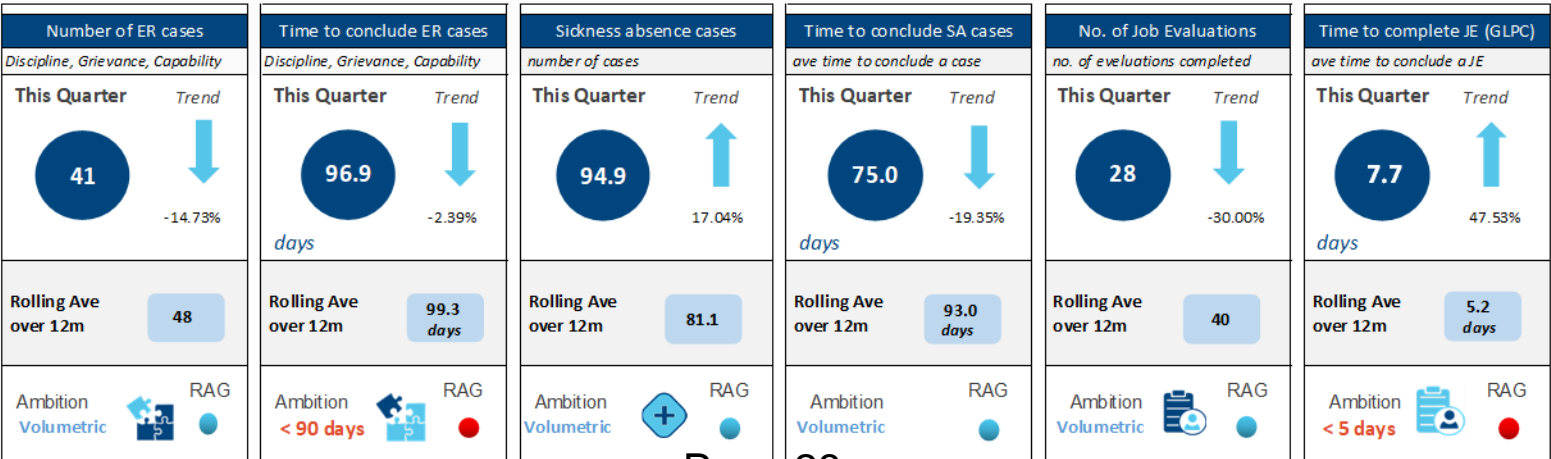 Number of ER cases
Discipline, Grievance, Capability
This Quarter Trend
41
-14.73%
Rolling Ave
over 12m
48
Ambition
Volumetric
RAG
Time to conclude ER cases
Discipline, Grievance, Capability
This Quarter Trend
96.9
-2.39%
days
Rolling Ave
over 12m
99.3
days
Ambition
< 90 days
RAG
Sickness absence cases
number of cases
This Quarter Trend
94.9
17.04%
Rolling Ave
over 12m
81.1
Ambition
Volumetric
RAG
Time to conclude SA cases
ave time to conclude a case
This Quarter Trend
75.0
-19.35%
days
Rolling Ave
over 12m
93.0
days
Ambition
Volumetric
RAG
No. of Job Evaluations
no. of eveluations completed
This Quarter Trend
28
-30.00%
Rolling Ave
over 12m
40
Ambition
Volumetric
RAG
Time to complete JE (GLPC)
ave time to conclude a JE
This Quarter Trend
7.7
47.53%
days
Rolling Ave
over 12m
5.2
days
Ambition
< 5 days
RAG